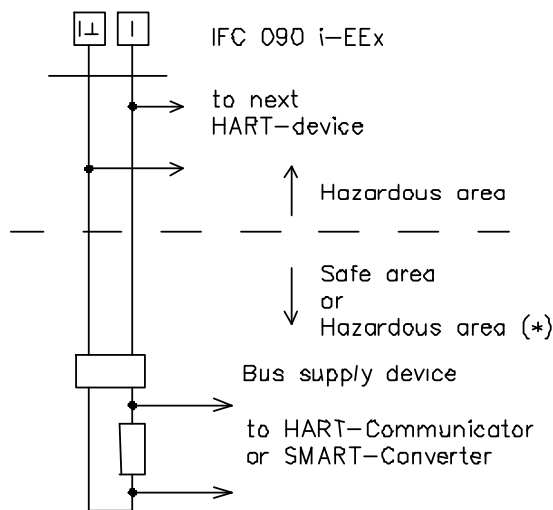 I⊥ I
IFC 090 i-EEx
to next
HART-device
Hazardous area
Safe area
or
Hazardous area (*)
Bus supply device
to HART-Communicator
or SMART-Converter